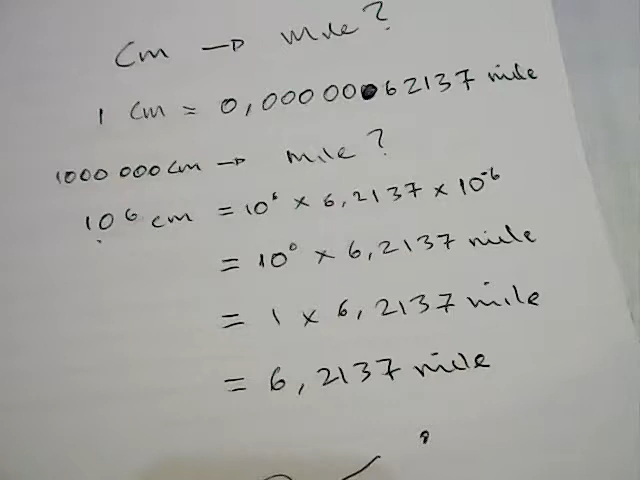 Cm → mile?
1 cm = 0,00000062137 mile
1000 000 cm → mile?
10⁶ cm = 10⁶ × 6,2137 × 10⁻⁶
= 10⁰ × 6,2137 mile
= 1 × 6,2137 mile
= 6,2137 mile